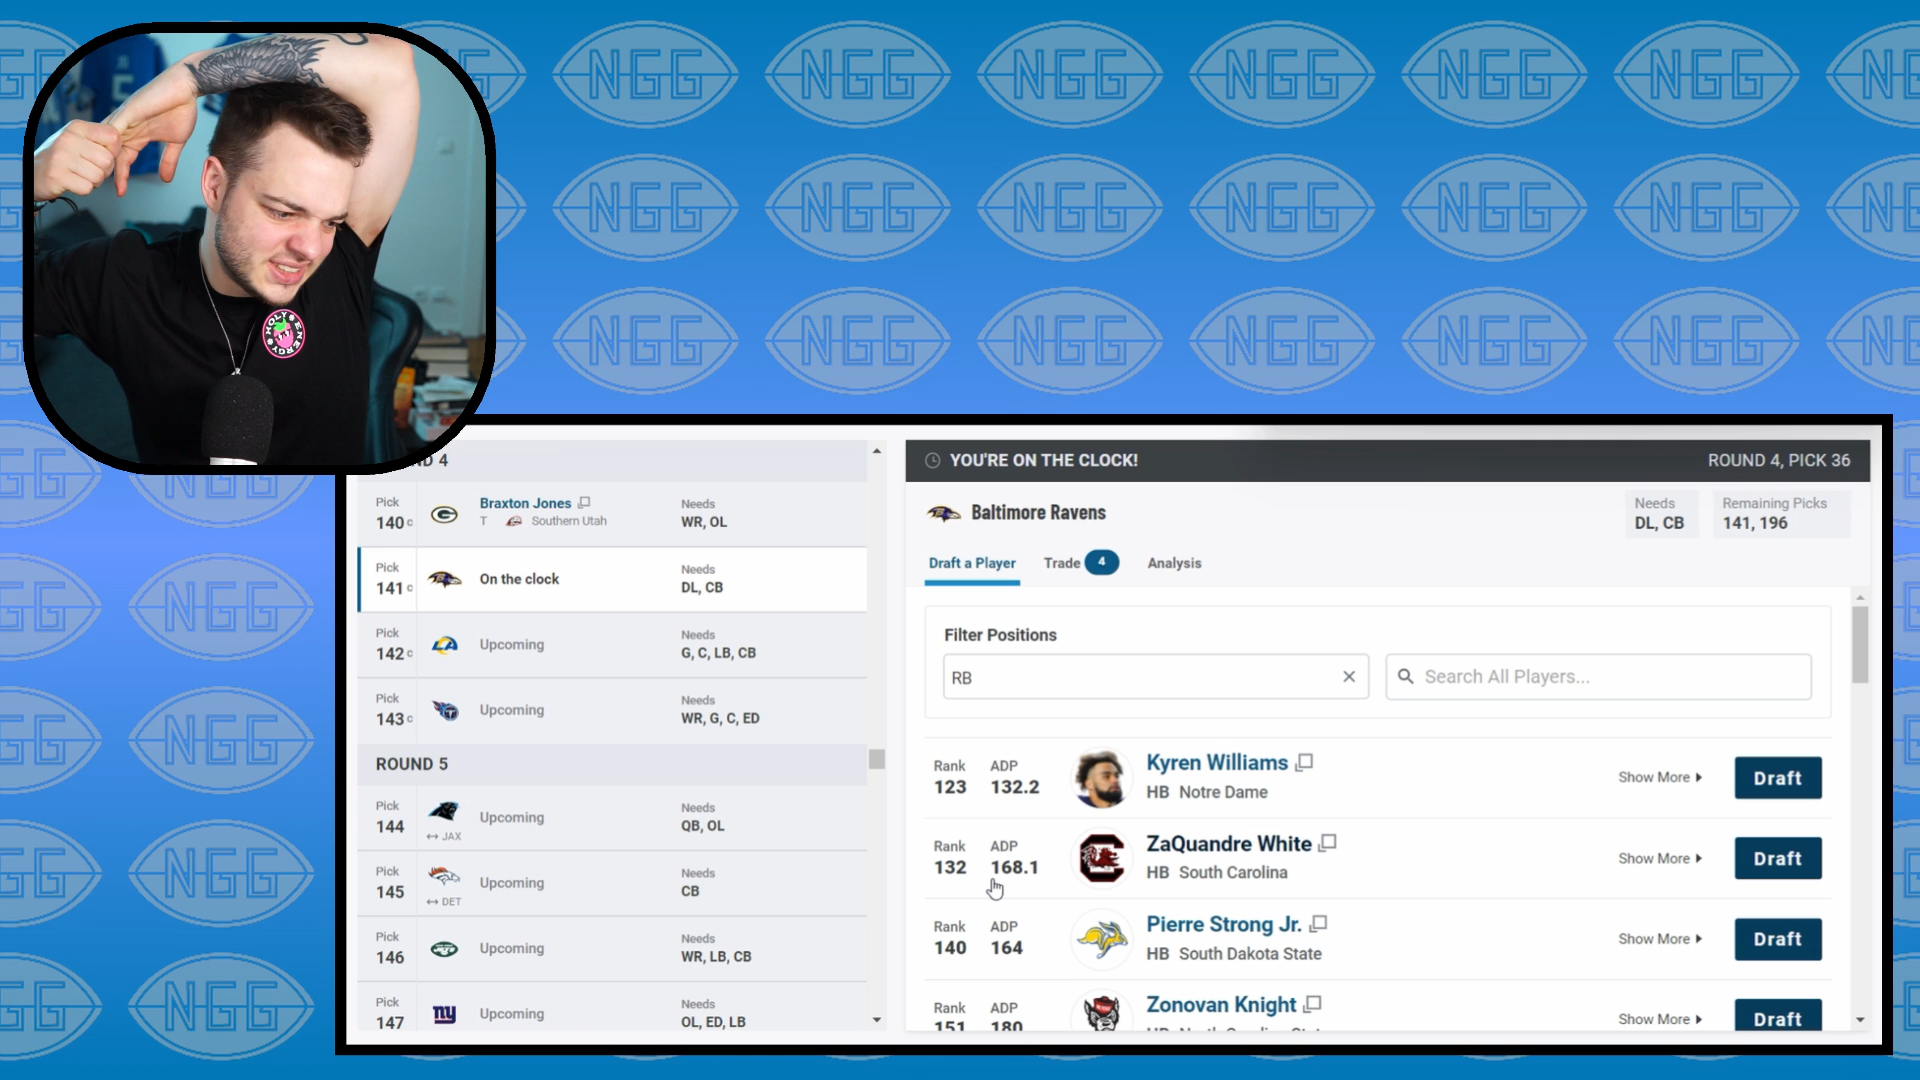 NGG
HOLY ENERGY
ROUND 4
Pick
140 c
Braxton Jones
T Southern Utah
Needs
WR, OL
Pick
141 c
On the clock
Needs
DL, CB
Pick
142 c
Upcoming
Needs
G, C, LB, CB
Pick
143 c
Upcoming
Needs
WR, G, C, ED
ROUND 5
Pick
144
↔ JAX
Upcoming
Needs
QB, OL
Pick
145
↔ DET
Upcoming
Needs
CB
Pick
146
Upcoming
Needs
WR, LB, CB
Pick
147
ny
Upcoming
Needs
OL, ED, LB
YOU'RE ON THE CLOCK!
ROUND 4, PICK 36
Baltimore Ravens
Needs
DL, CB
Remaining Picks
141, 196
Draft a Player
Trade 4
Analysis
Filter Positions
RB
Search All Players...
Rank
123
ADP
132.2
Kyren Williams
HB Notre Dame
Show More
Draft
Rank
132
ADP
168.1
ZaQuandre White
HB South Carolina
Show More
Draft
Rank
140
ADP
164
Pierre Strong Jr.
HB South Dakota State
Show More
Draft
Rank
151
ADP
180
Zonovan Knight
Show More
Draft